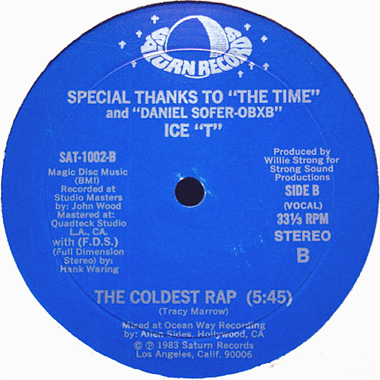 SATURN RECORDS
SPECIAL THANKS TO "THE TIME"
and "DANIEL SOFER-OBXB"
ICE "T"
SAT-1002-B
Magic Disc Music
(BMI)
Recorded at
Studio Masters
by: John Wood
Mastered at:
Quadteck Studio
L.A., CA.
with (F.D.S.)
(Full Dimension
Stereo) by:
Hank Waring
Produced by
Willie Strong for
Strong Sound
Productions
SIDE B
(VOCAL)
33⅓ RPM
STEREO
B
THE COLDEST RAP (5:45)
(Tracy Marrow)
Mixed at Ocean Way Recording
by: Allen Sides, Hollywood, CA
© ℗ 1983 Saturn Records
Los Angeles, Calif. 90006